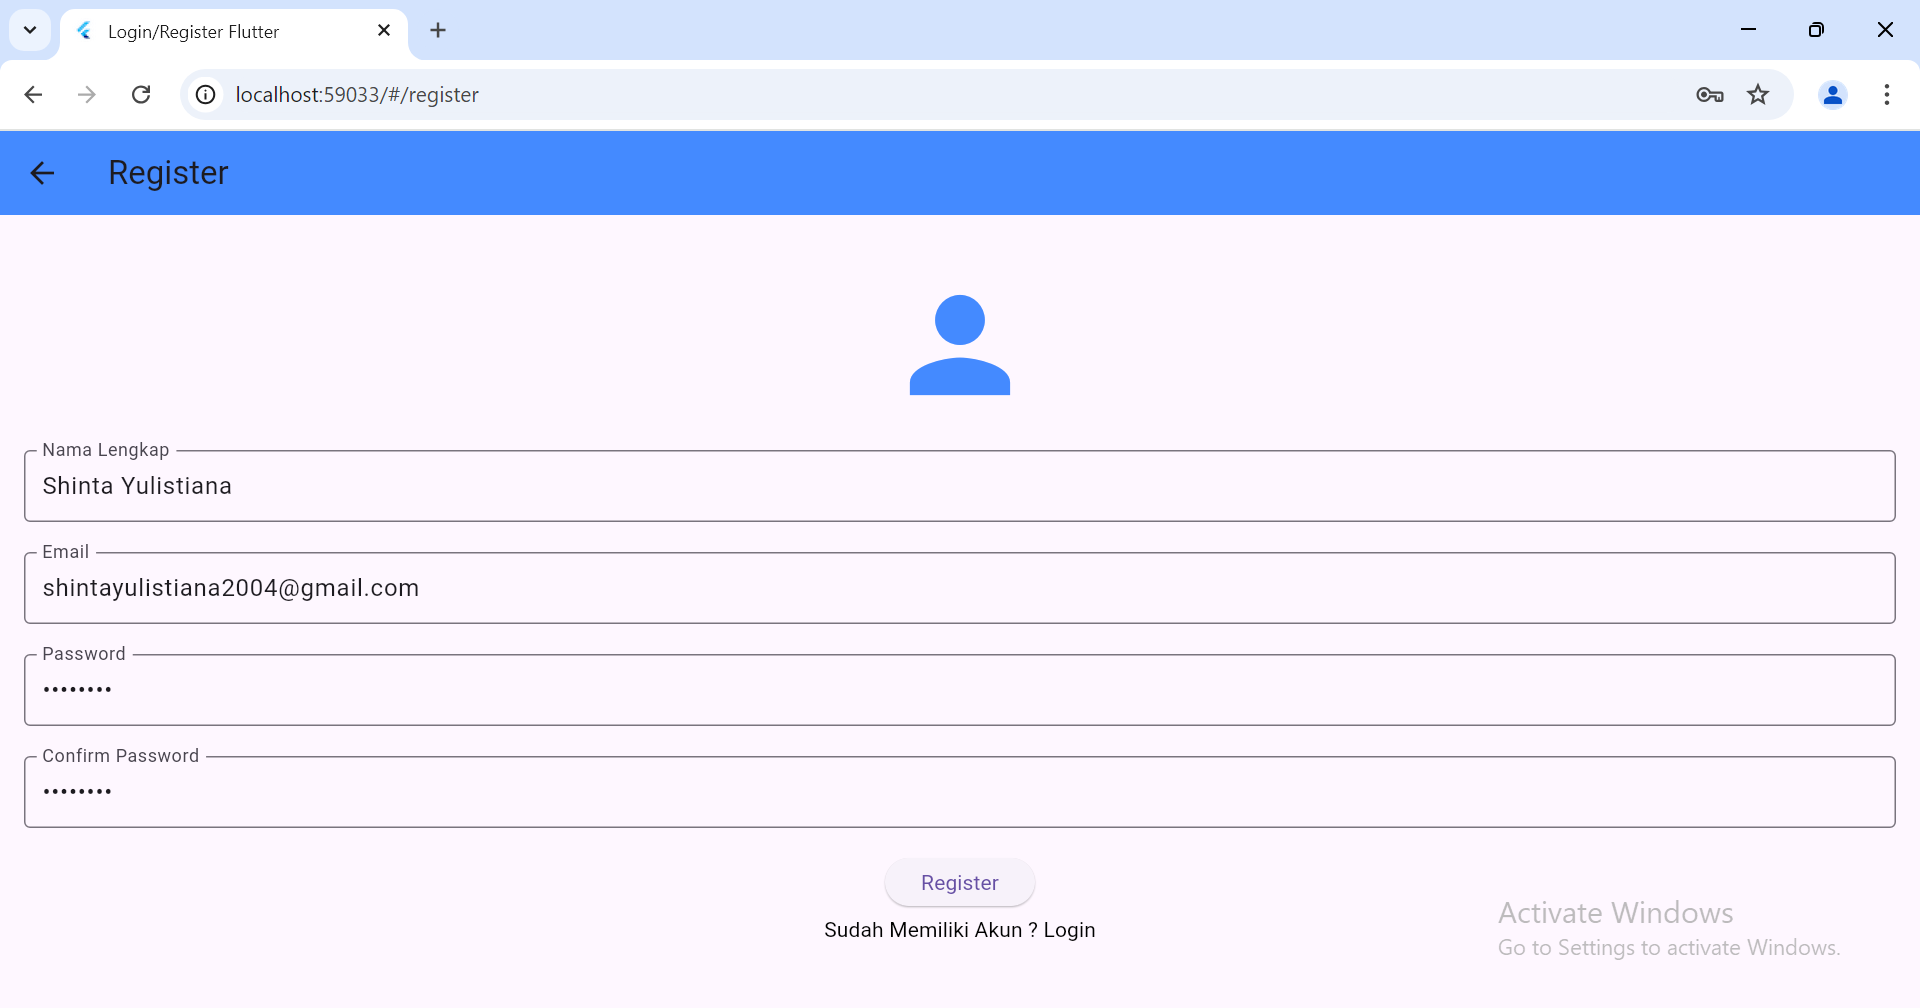 Login/Register Flutter
localhost:59033/#/register
Register
Nama Lengkap
Shinta Yulistiana
Email
shintayulistiana2004@gmail.com
Password
••••••••
Confirm Password
••••••••
Register
Sudah Memiliki Akun ? Login
Activate Windows
Go to Settings to activate Windows.